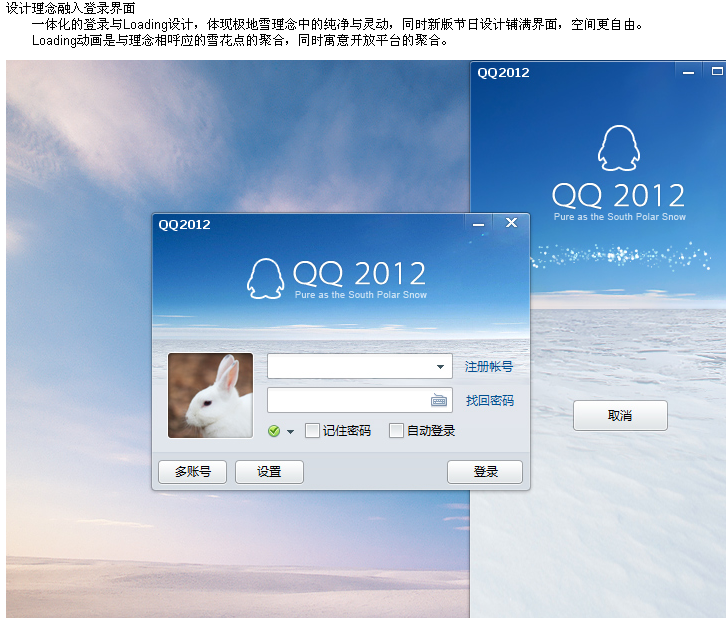 设计理念融入登录界面
一体化的登录与Loading设计，体现极地雪理念中的纯净与灵动，同时新版节日设计铺满界面，空间更自由。
Loading动画是与理念相呼应的雪花点的聚合，同时寓意开放平台的聚合。
QQ2012
QQ 2012
Pure as the South Polar Snow
取消
QQ2012
QQ 2012
Pure as the South Polar Snow
注册帐号
找回密码
记住密码 自动登录
多账号 设置 登录